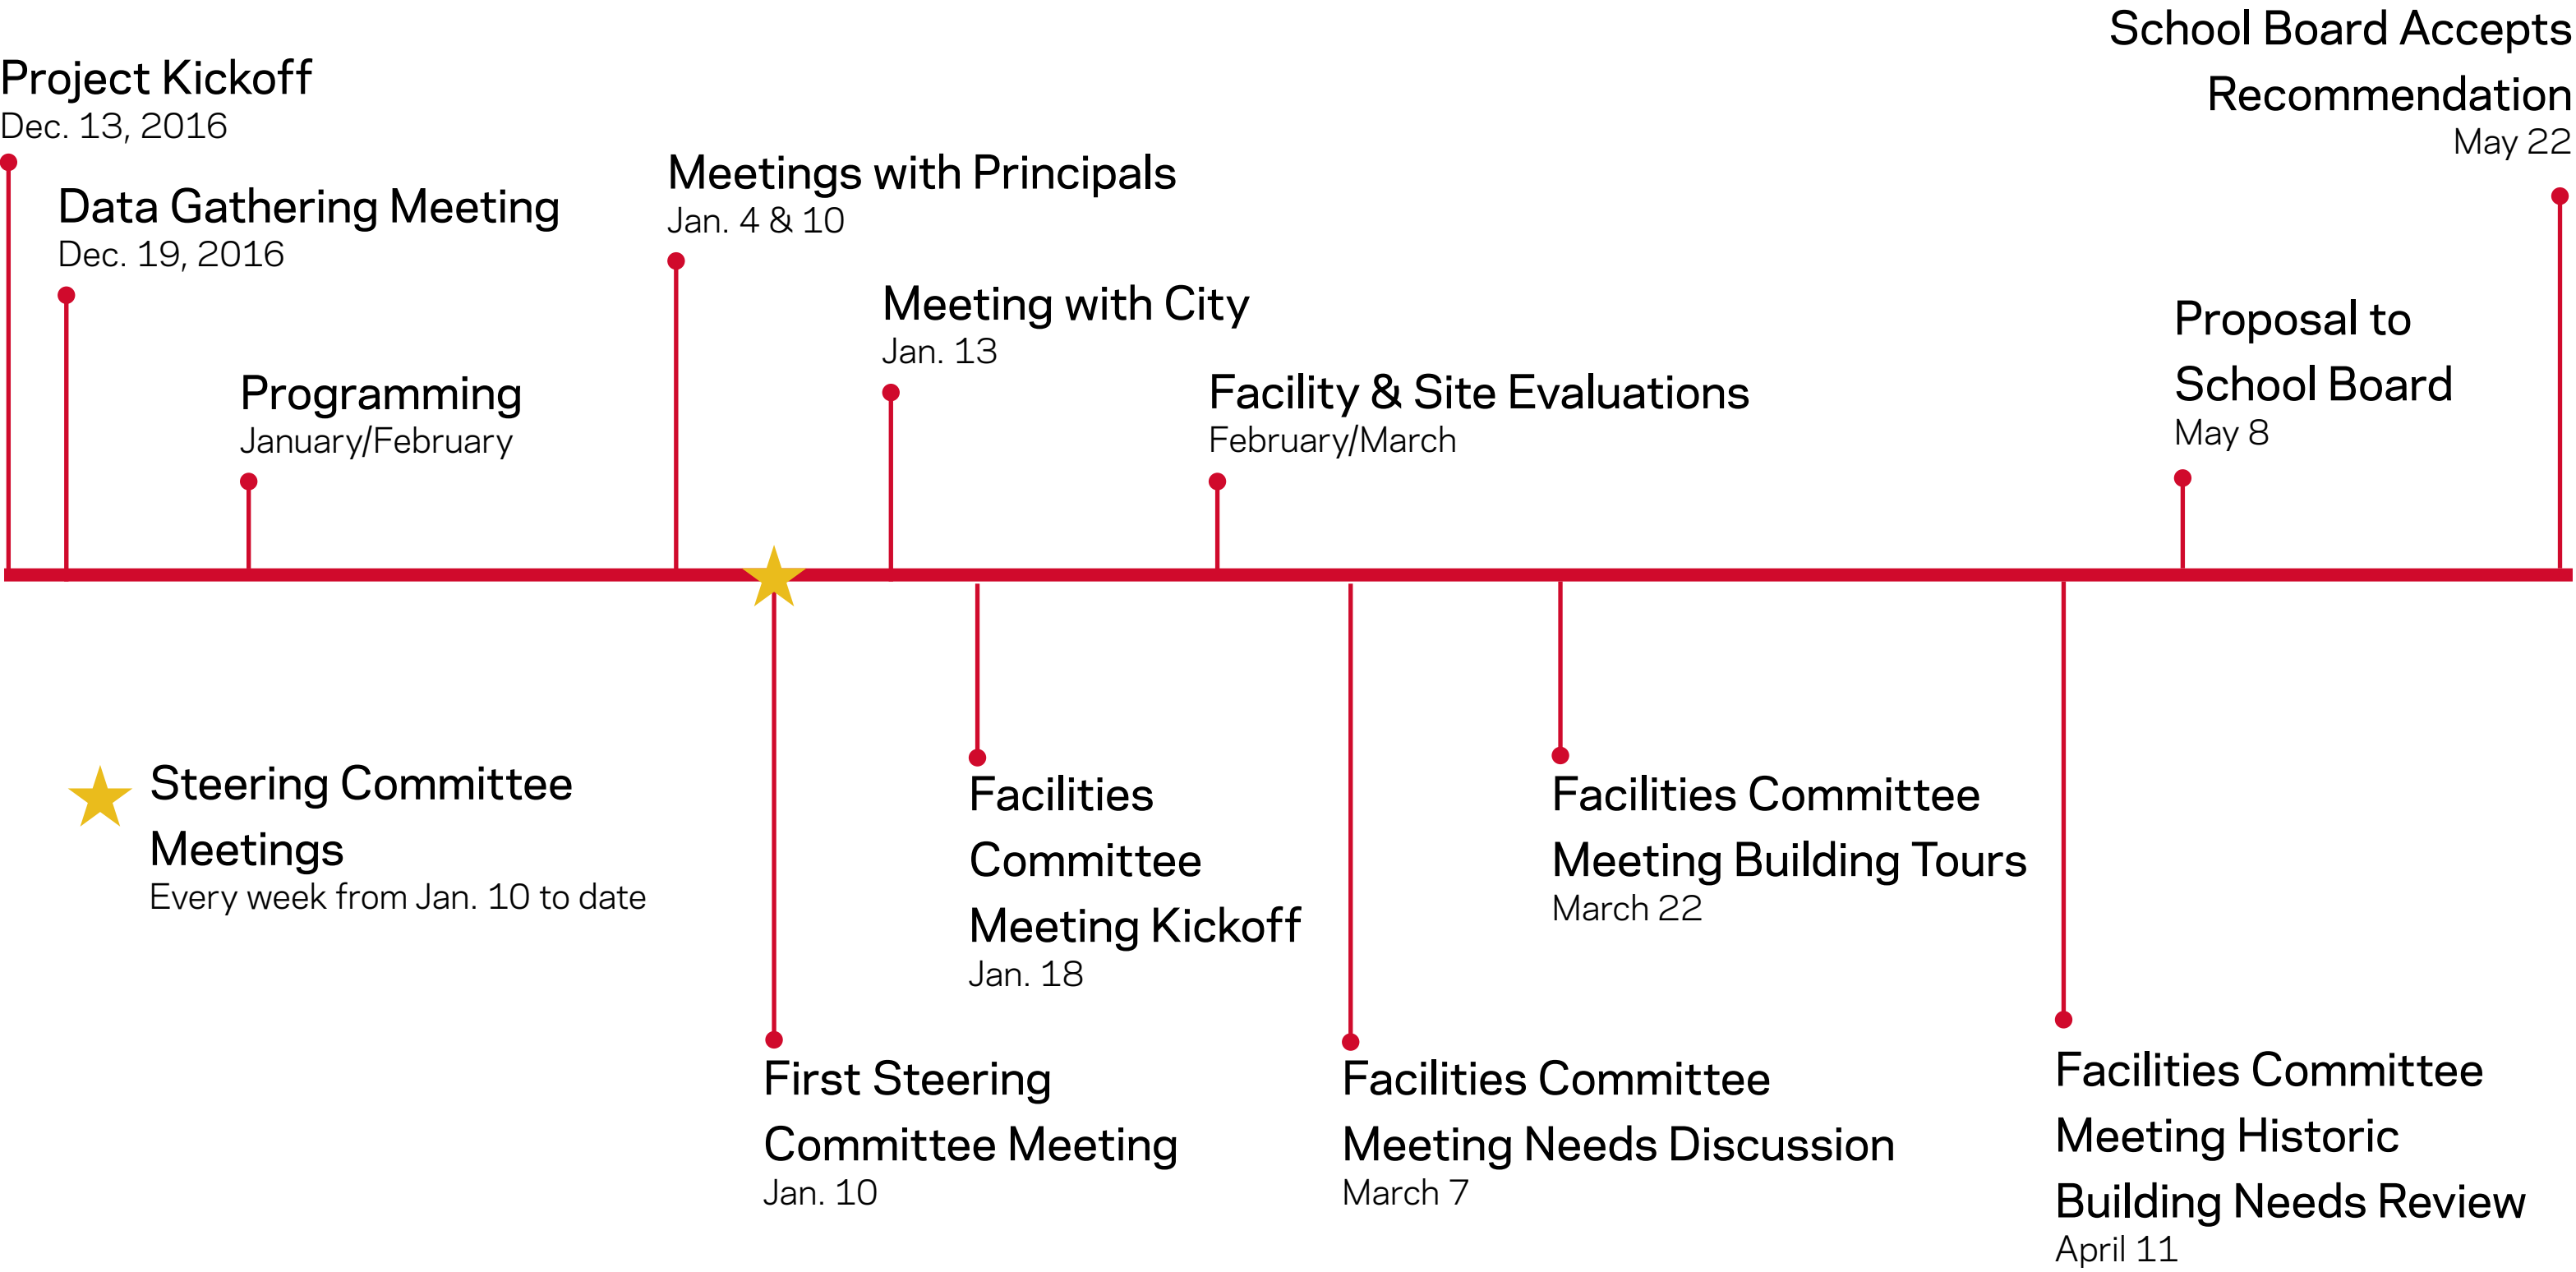 Project Kickoff
Dec. 13, 2016
Data Gathering Meeting
Dec. 19, 2016
Programming
January/February
Meetings with Principals
Jan. 4 & 10
Meeting with City
Jan. 13
Facility & Site Evaluations
February/March
Proposal to
School Board
May 8
School Board Accepts
Recommendation
May 22
Steering Committee
Meetings
Every week from Jan. 10 to date
First Steering
Committee Meeting
Jan. 10
Facilities
Committee
Meeting Kickoff
Jan. 18
Facilities Committee
Meeting Needs Discussion
March 7
Facilities Committee
Meeting Building Tours
March 22
Facilities Committee
Meeting Historic
Building Needs Review
April 11